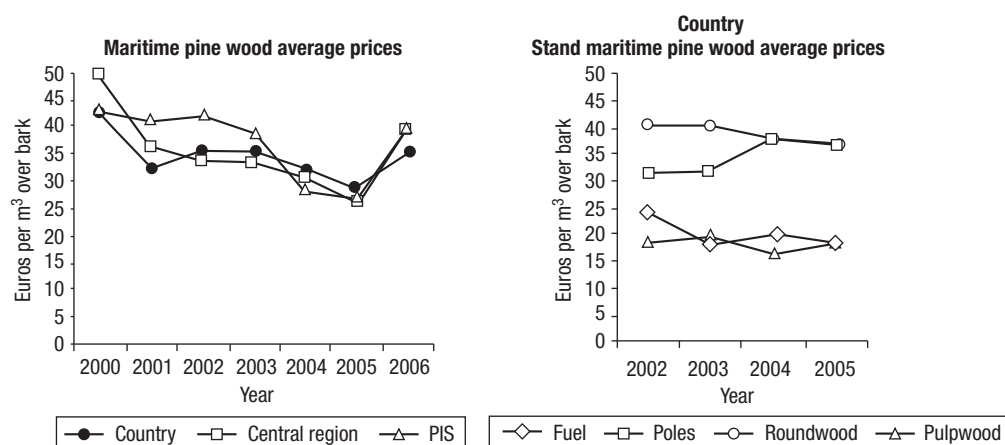 Maritime pine wood average prices
Euros per m³ over bark
50
45
40
35
30
25
20
15
10
5
0
2000 2001 2002 2003 2004 2005 2006
Year
Country Central region PIS
Country
Stand maritime pine wood average prices
Euros per m³ over bark
50
45
40
35
30
25
20
15
10
5
0
2002 2003 2004 2005
Year
Fuel Poles Roundwood Pulpwood